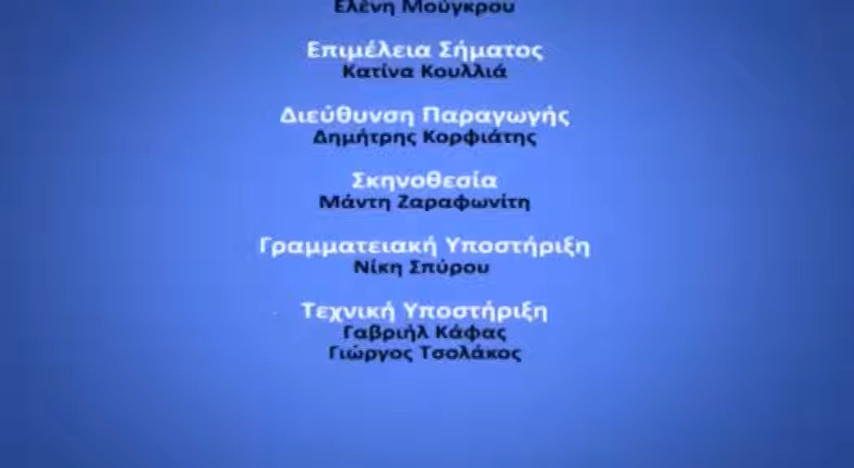 Ελένη Μούγκρου
Επιμέλεια Σήματος
Κατίνα Κουλλιά
Διεύθυνση Παραγωγής
Δημήτρης Κορφιάτης
Σκηνοθεσία
Μάντη Ζαραφωνίτη
Γραμματειακή Υποστήριξη
Νίκη Σπύρου
Τεχνική Υποστήριξη
Γαβριήλ Κάφας
Γιώργος Τσολάκος